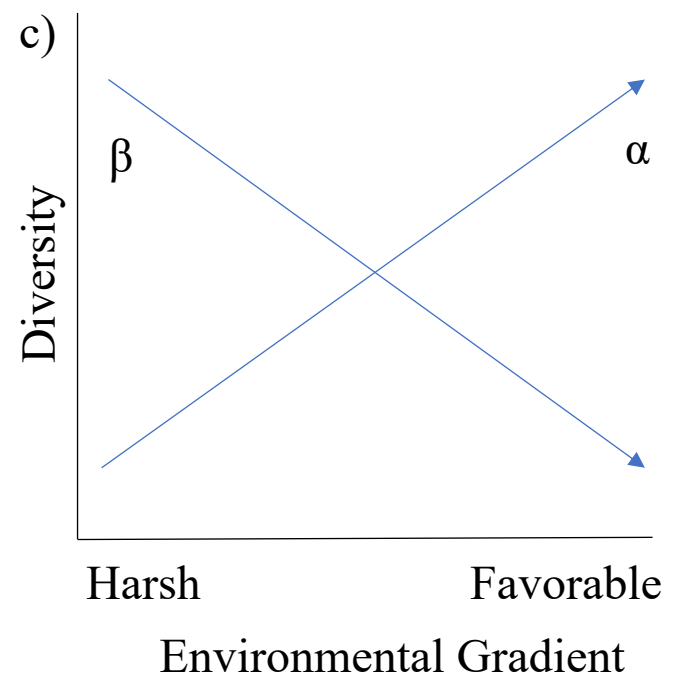 c)
β
α
Diversity
Harsh
Favorable
Environmental Gradient